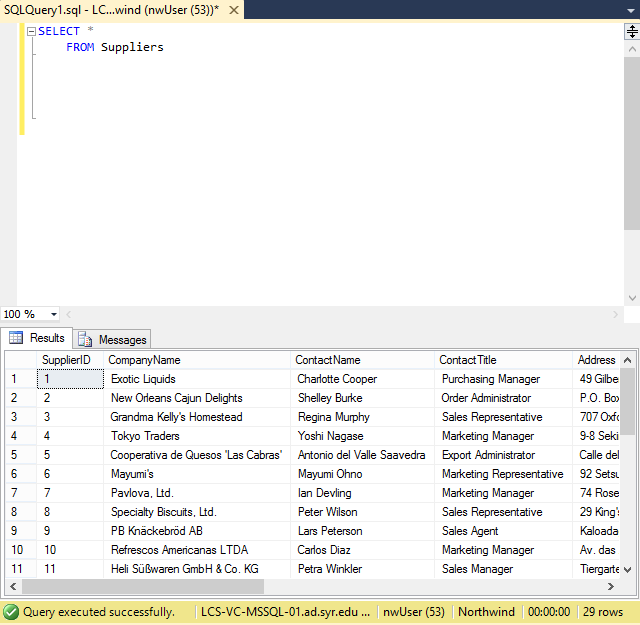 SQLQuery1.sql - LC...wind (nwUser (53))*
SELECT *
FROM Suppliers
100 %
Results Messages
SupplierID CompanyName ContactName ContactTitle Address
1 1 Exotic Liquids Charlotte Cooper Purchasing Manager 49 Gilbe
2 2 New Orleans Cajun Delights Shelley Burke Order Administrator P.O. Box
3 3 Grandma Kelly's Homestead Regina Murphy Sales Representative 707 Oxfo
4 4 Tokyo Traders Yoshi Nagase Marketing Manager 9-8 Seki
5 5 Cooperativa de Quesos 'Las Cabras' Antonio del Valle Saavedra Export Administrator Calle del
6 6 Mayumi's Mayumi Ohno Marketing Representative 92 Setsu
7 7 Pavlova, Ltd. Ian Devling Marketing Manager 74 Rose
8 8 Specialty Biscuits, Ltd. Peter Wilson Sales Representative 29 King's
9 9 PB Knäckebröd AB Lars Peterson Sales Agent Kaloada
10 10 Refrescos Americanas LTDA Carlos Diaz Marketing Manager Av. das
11 11 Heli Süßwaren GmbH & Co. KG Petra Winkler Sales Manager Tiergarte
Query executed successfully. LCS-VC-MSSQL-01.ad.syr.edu ... nwUser (53) Northwind 00:00:00 29 rows